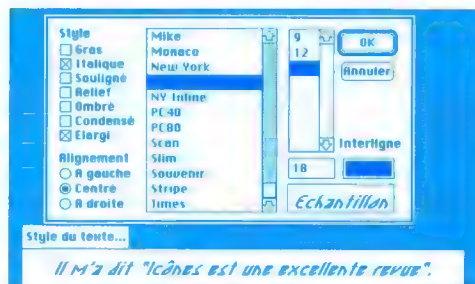 Style
Gras
Italique
Souligné
Relief
Ombré
Condensé
Elargi
Alignement
A gauche
Centré
A droite
Mike
Monaco
New York
NY Inline
PC40
PC80
Scan
Slim
Souvenir
Stripe
Times
9
12
18
OK
Annuler
Interligne
Echantillon
Style du texte...
Il m'a dit "Icônes est une excellente revue".